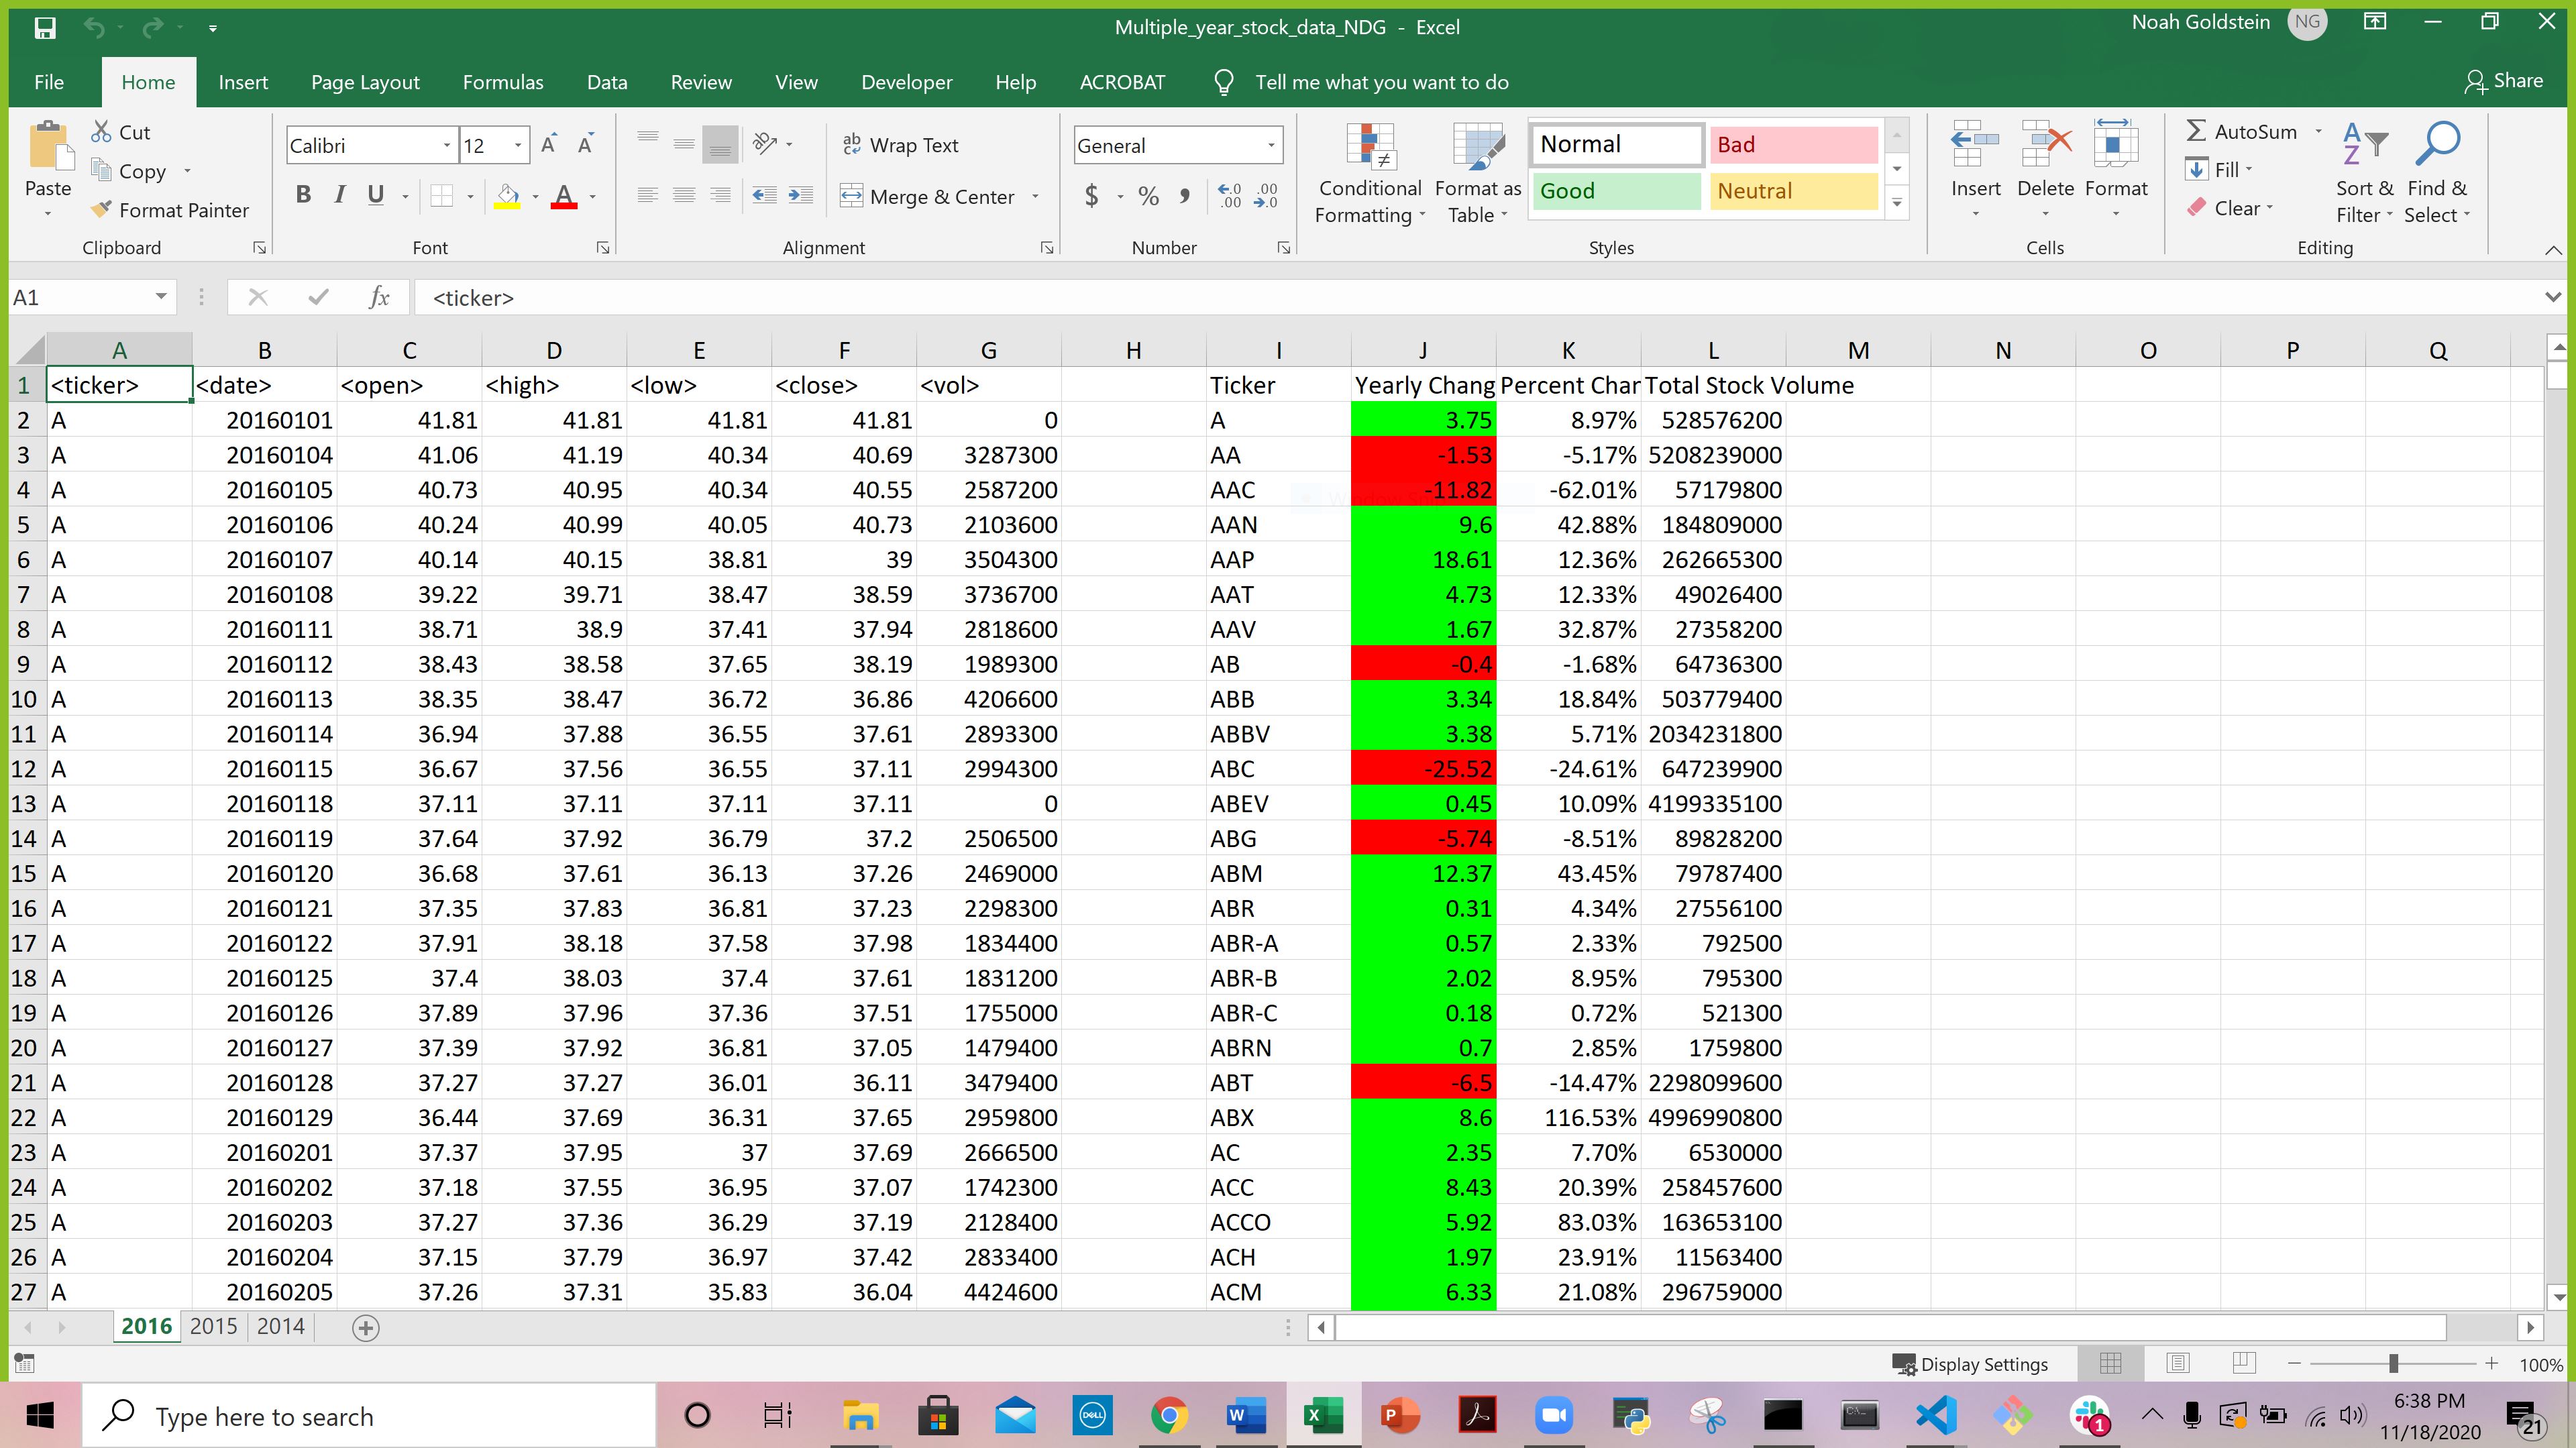 Multiple_year_stock_data_NDG - Excel
Noah Goldstein NG
File Home Insert Page Layout Formulas Data Review View Developer Help ACROBAT Tell me what you want to do Share
Paste
Cut
Copy
Format Painter
Clipboard
Calibri 12
B I U
Font
Wrap Text
Merge & Center
Alignment
General
$ % ,
Number
Conditional Formatting
Format as Table
Normal Bad
Good Neutral
Styles
Insert Delete Format
Cells
AutoSum
Fill
Clear
Sort & Filter
Find & Select
Editing
A1 fx <ticker>
A B C D E F G H I J K L M N O P Q
1 <ticker> <date> <open> <high> <low> <close> <vol> Ticker Yearly Chang Percent Char Total Stock Volume
2 A 20160101 41.81 41.81 41.81 41.81 0 A 3.75 8.97% 528576200
3 A 20160104 41.06 41.19 40.34 40.69 3287300 AA -1.53 -5.17% 5208239000
4 A 20160105 40.73 40.95 40.34 40.55 2587200 AAC -11.82 -62.01% 57179800
5 A 20160106 40.24 40.99 40.05 40.73 2103600 AAN 9.6 42.88% 184809000
6 A 20160107 40.14 40.15 38.81 39 3504300 AAP 18.61 12.36% 262665300
7 A 20160108 39.22 39.71 38.47 38.59 3736700 AAT 4.73 12.33% 49026400
8 A 20160111 38.71 38.9 37.41 37.94 2818600 AAV 1.67 32.87% 27358200
9 A 20160112 38.43 38.58 37.65 38.19 1989300 AB -0.4 -1.68% 64736300
10 A 20160113 38.35 38.47 36.72 36.86 4206600 ABB 3.34 18.84% 503779400
11 A 20160114 36.94 37.88 36.55 37.61 2893300 ABBV 3.38 5.71% 2034231800
12 A 20160115 36.67 37.56 36.55 37.11 2994300 ABC -25.52 -24.61% 647239900
13 A 20160118 37.11 37.11 37.11 37.11 0 ABEV 0.45 10.09% 4199335100
14 A 20160119 37.64 37.92 36.79 37.2 2506500 ABG -5.74 -8.51% 89828200
15 A 20160120 36.68 37.61 36.13 37.26 2469000 ABM 12.37 43.45% 79787400
16 A 20160121 37.35 37.83 36.81 37.23 2298300 ABR 0.31 4.34% 27556100
17 A 20160122 37.91 38.18 37.58 37.98 1834400 ABR-A 0.57 2.33% 792500
18 A 20160125 37.4 38.03 37.4 37.61 1831200 ABR-B 2.02 8.95% 795300
19 A 20160126 37.89 37.96 37.36 37.51 1755000 ABR-C 0.18 0.72% 521300
20 A 20160127 37.39 37.92 36.81 37.05 1479400 ABRN 0.7 2.85% 1759800
21 A 20160128 37.27 37.27 36.01 36.11 3479400 ABT -6.5 -14.47% 2298099600
22 A 20160129 36.44 37.69 36.31 37.65 2959800 ABX 8.6 116.53% 4996990800
23 A 20160201 37.37 37.95 37 37.69 2666500 AC 2.35 7.70% 6530000
24 A 20160202 37.18 37.55 36.95 37.07 1742300 ACC 8.43 20.39% 258457600
25 A 20160203 37.27 37.36 36.29 37.19 2128400 ACCO 5.92 83.03% 163653100
26 A 20160204 37.15 37.79 36.97 37.42 2833400 ACH 1.97 23.91% 11563400
27 A 20160205 37.26 37.31 35.83 36.04 4424600 ACM 6.33 21.08% 296759000
2016 2015 2014
Display Settings 100%
Type here to search
DELL
6:38 PM
11/18/2020
1
21